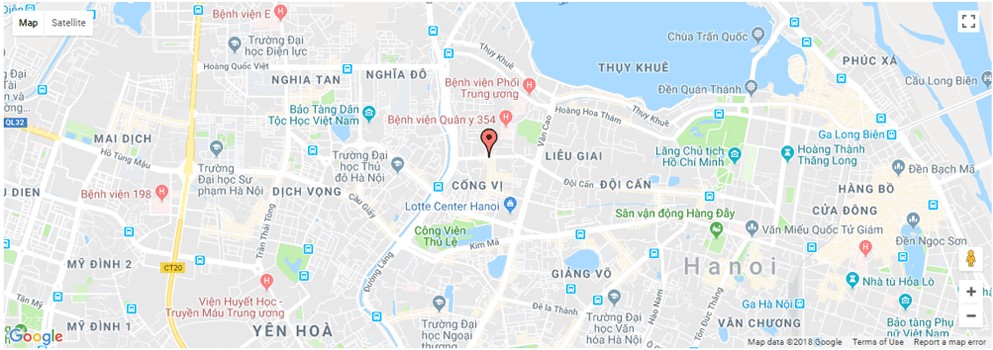 Map
Satellite
Bệnh viện E
Trường Đại
học Điện lực
Hoàng Quốc Việt
NGHIA TAN
NGHĨA ĐÔ
Thụy Khuê
Chùa Trấn Quốc
PHÚC XÁ
Cầu Long Biên
THỤY KHUÊ
Bệnh viện Phổi
Trung ương
Đền Quán Thánh
Bảo Tàng Dân
Tộc Học Việt Nam
Bệnh viện Quân y 354
Hoàng Hoa Thám
Thụy Khuê
QL32
MAI DỊCH
Hồ Tùng Mậu
Văn Cao
Ga Long Biên
LIỄU GIAI
Lăng Chủ tịch
Hồ Chí Minh
Hoàng Thành
Thăng Long
Trường
Đại học Sư
phạm Hà Nội
Trường Đại
học Thủ
đô Hà Nội
Đền Bạch Mã
U DIEN
Bệnh viện 198
DỊCH VỌNG
CỐNG VỊ
Đội Cấn
ĐỘI CẤN
HÀNG BỒ
Cầu Giấy
Lotte Center Hanoi
Sân vận động Hàng Đẫy
CỬA ĐÔNG
Trần Thái Tông
Công Viên
Thủ Lệ
Kim Mã
Văn Miếu Quốc Tử Giám
Đền Ngọc Sơn
MỸ ĐÌNH 2
CT20
Đường Láng
GIẢNG VÕ
Hanoi
Nhà tù Hỏa Lò
Tân Mỹ
Viện Huyết Học -
Truyền Máu Trung ương
Đê la Thành
Hào Nam
Tôn Đức Thắng
Ga Hà Nội
MỸ ĐÌNH 1
YÊN HOÀ
Trường
Đại học
Ngoại
thương
Trường
Đại học Văn
hóa Hà Nội
VĂN CHƯƠNG
Bảo tàng Phụ
nữ Việt Nam
Google
Map data ©2018 Google
Terms of Use
Report a map error